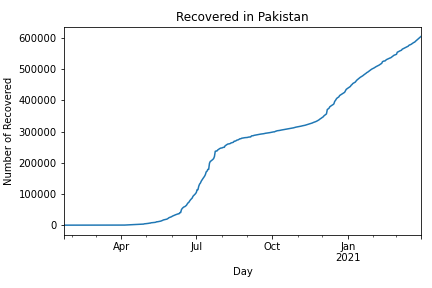 Recovered in Pakistan
Number of Recovered
600000
500000
400000
300000
200000
100000
0
Apr
Jul
Oct
Jan
2021
Day